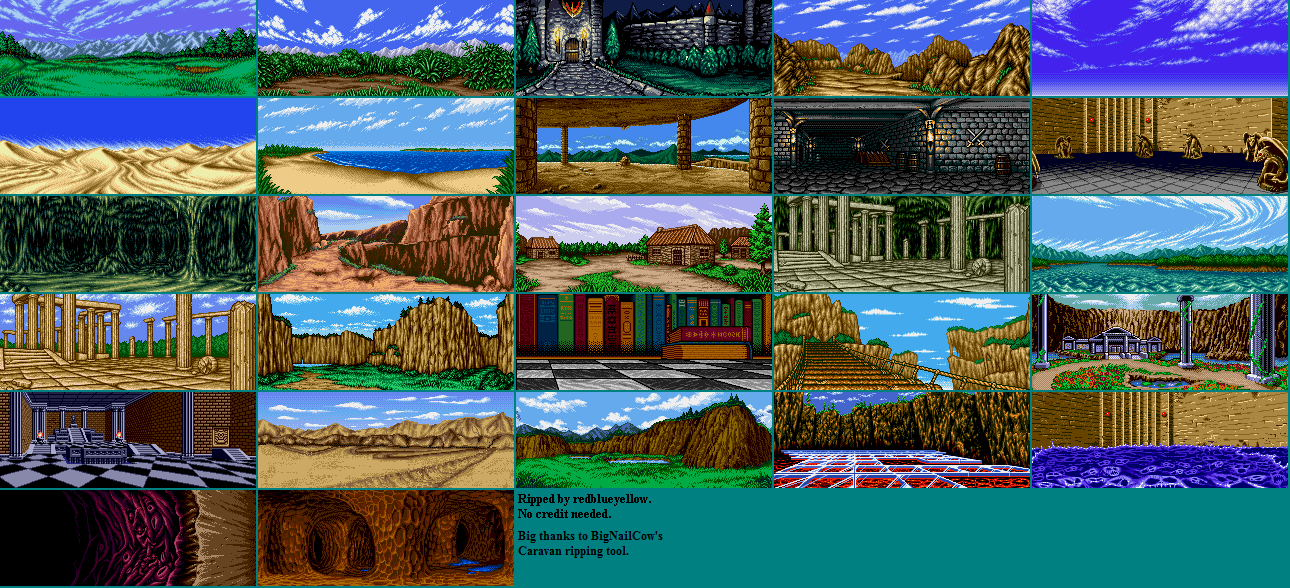 Ripped by redblueyellow.
No credit needed.
Big thanks to BigNailCow's
Caravan ripping tool.